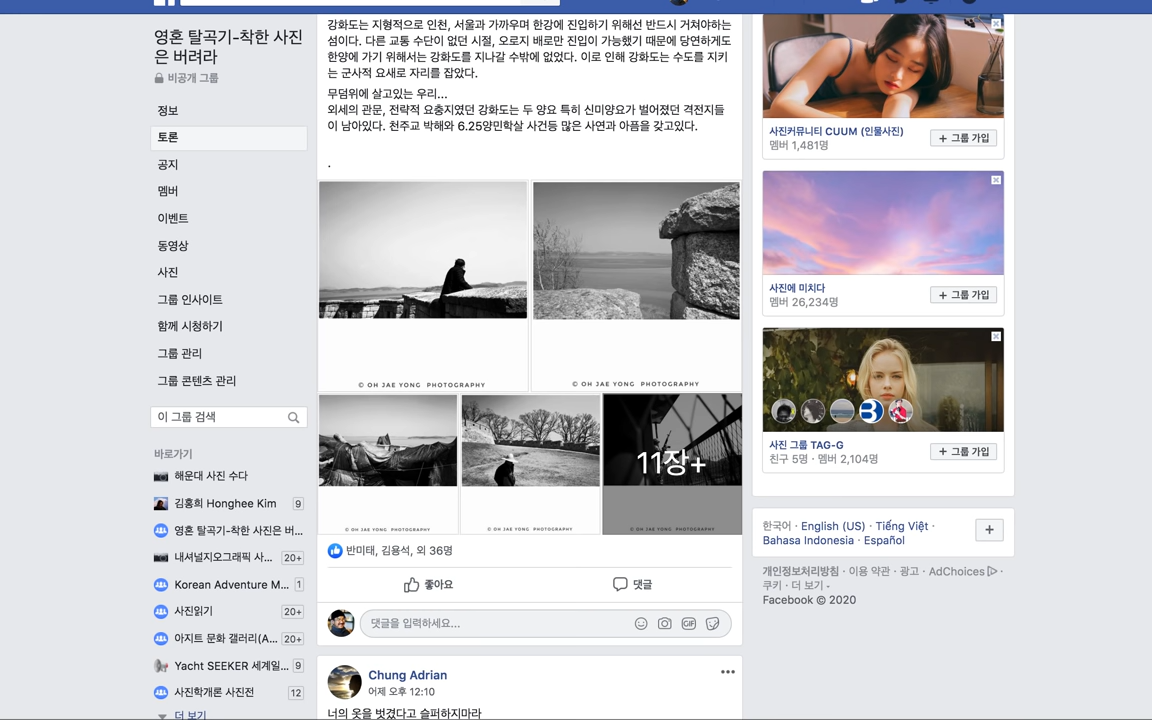 영혼 탈곡기-착한 사진
은 버려라
비공개 그룹
정보
토론
공지
멤버
이벤트
동영상
사진
그룹 인사이트
함께 시청하기
그룹 관리
그룹 콘텐츠 관리
이 그룹 검색
바로가기
해운대 사진 수다
김홍희 Honghee Kim 9
영혼 탈곡기-착한 사진은 버...
내셔널지오그래픽 사... 20+
Korean Adventure M... 1
사진읽기 20+
아지트 문화 갤러리(A... 20+
Yacht SEEKER 세계일... 9
사진학개론 사진전 12
더 보기
강화도는 지형적으로 인천, 서울과 가까우며 한강에 진입하기 위해선 반드시 거쳐야하는
섬이다. 다른 교통 수단이 없던 시절, 오로지 배로만 진입이 가능했기 때문에 당연하게도
한양에 가기 위해서는 강화도를 지나갈 수밖에 없었다. 이로 인해 강화도는 수도를 지키
는 군사적 요새로 자리를 잡았다.
무덤위에 살고있는 우리...
외세의 관문, 전략적 요충지였던 강화도는 두 양요 특히 신미양요가 벌어졌던 격전지들
이 남아있다. 천주교 박해와 6.25양민학살 사건등 많은 사연과 아픔을 갖고있다.
.
© OH JAE YONG PHOTOGRAPHY
© OH JAE YONG PHOTOGRAPHY
11장+
© OH JAE YONG PHOTOGRAPHY
© OH JAE YONG PHOTOGRAPHY
© OH JAE YONG PHOTOGRAPHY
반미태, 김용석, 외 36명
좋아요
댓글
댓글을 입력하세요...
GIF
Chung Adrian
어제 오후 12:10
너의 옷을 벗겼다고 슬퍼하지마라
사진커뮤니티 CUUM (인물사진)
멤버 1,481명
+ 그룹 가입
사진에 미치다
멤버 26,234명
+ 그룹 가입
B
사진 그룹 TAG-G
친구 5명 · 멤버 2,104명
+ 그룹 가입
한국어 · English (US) · Tiếng Việt ·
Bahasa Indonesia · Español
+
개인정보처리방침 · 이용 약관 · 광고 · AdChoices ·
쿠키 · 더 보기
Facebook © 2020